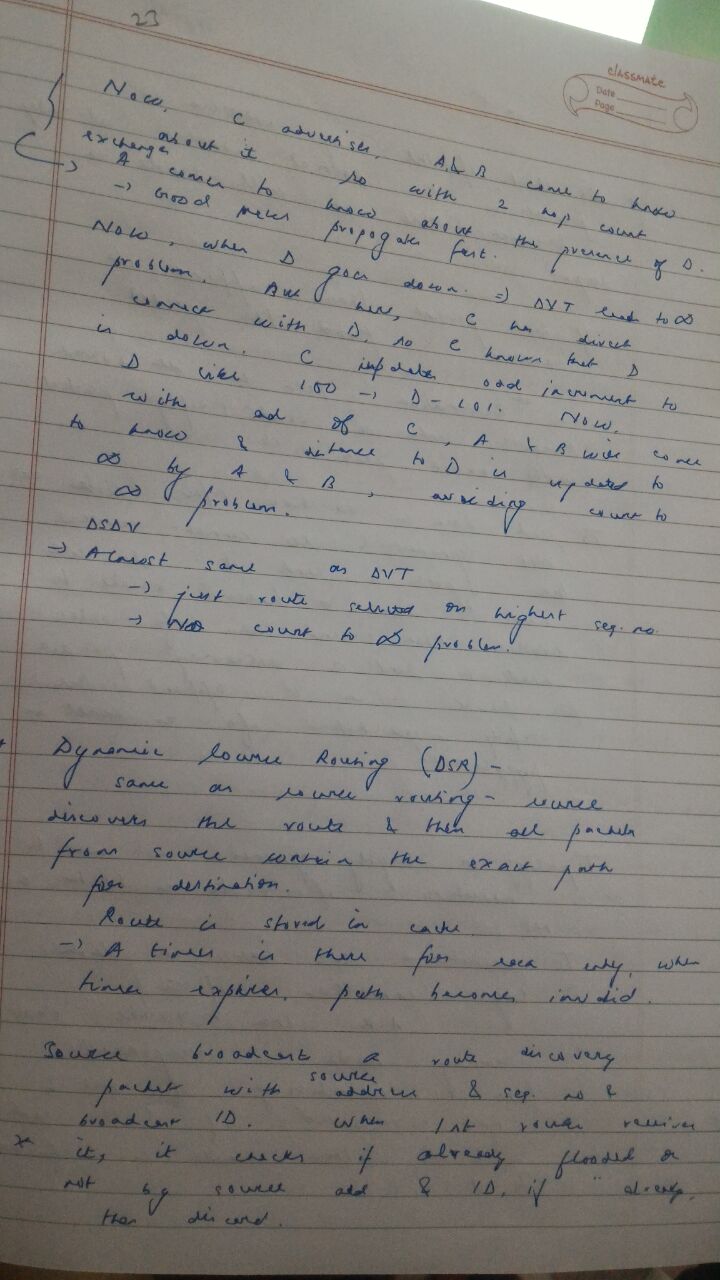 23
classmate
Date
Page
Now, C advertises, A & B come to know
about it so with 2 hop count
exchanges
A comes to know about the presence of D.
→ Good news propagates fast.
Now, when D goes down. ⇒ DVT leads to ∞
problem. But here, C has direct
connect with D, so C knows that D
is down. C updates odd increment to
D like 100 → D - 101. Now,
with ad of C, A & B will come
to know & distance to D is updated to
∞ by A & B, avoiding count to
∞ problem.
DSDV
→ Almost same as DVT
→ just route selected on highest seq. no.
→ No count to ∞ problem.
Dynamic Source Routing (DSR) -
same as source routing - source
discovers the route & then all packets
from source contain the exact path
for destination.
Route is stored in cache.
→ A timer is there for each entry, when
timer expires, path becomes invalid.
Source broadcast a route discovery
packet with source address & seq. no &
broadcast ID. When 1st router receives
* it, it checks if already flooded or
not by source add & ID, if " already,
then discard.